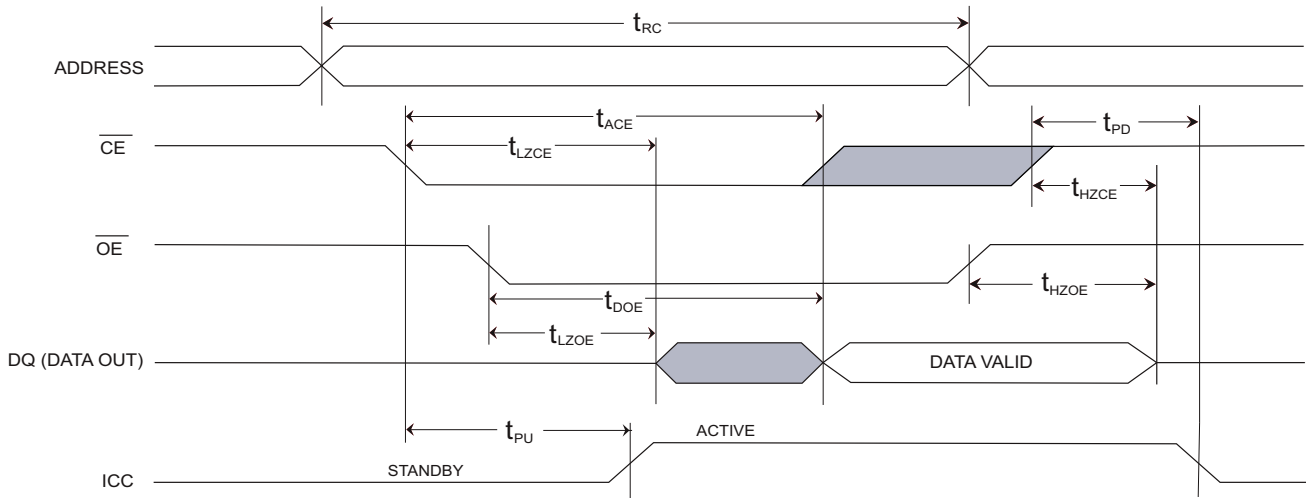 tRC
ADDRESS
tACE
tPD
CE
tLZCE
tHZCE
OE
tDOE
tHZOE
tLZOE
DQ (DATA OUT)
DATA VALID
tPU
ACTIVE
STANDBY
ICC